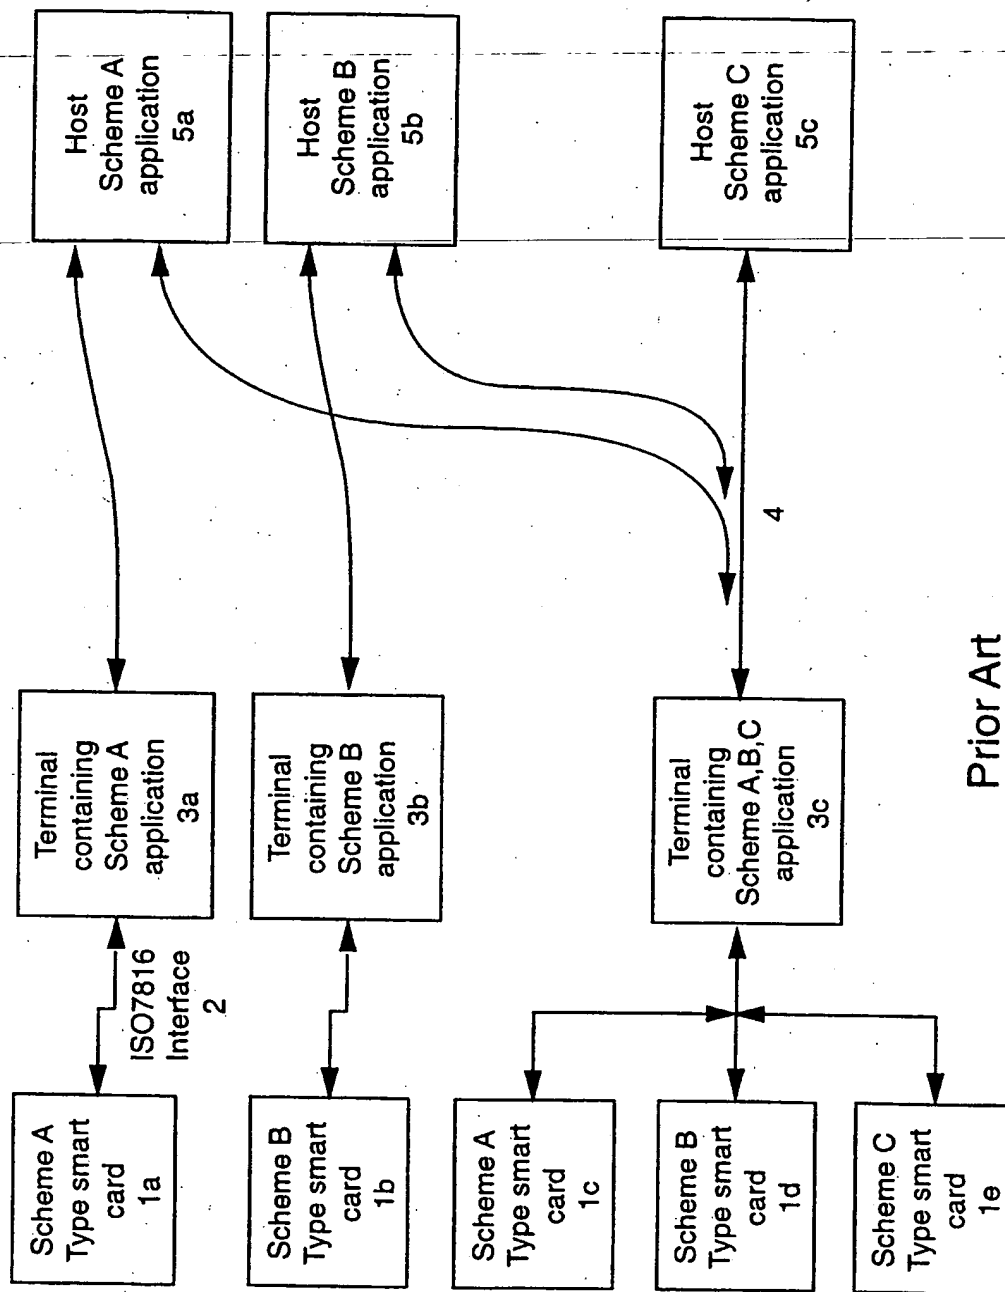 Scheme A
Type smart
card
1a
ISO7816
Interface
2
Terminal
containing
Scheme A
application
3a
Host
Scheme A
application
5a
Scheme B
Type smart
card
1b
Terminal
containing
Scheme B
application
3b
Host
Scheme B
application
5b
Scheme A
Type smart
card
1c
Scheme B
Type smart
card
1d
Terminal
containing
Scheme A,B,C
application
3c
4
Host
Scheme C
application
5c
Scheme C
Type smart
card
1e
Prior Art